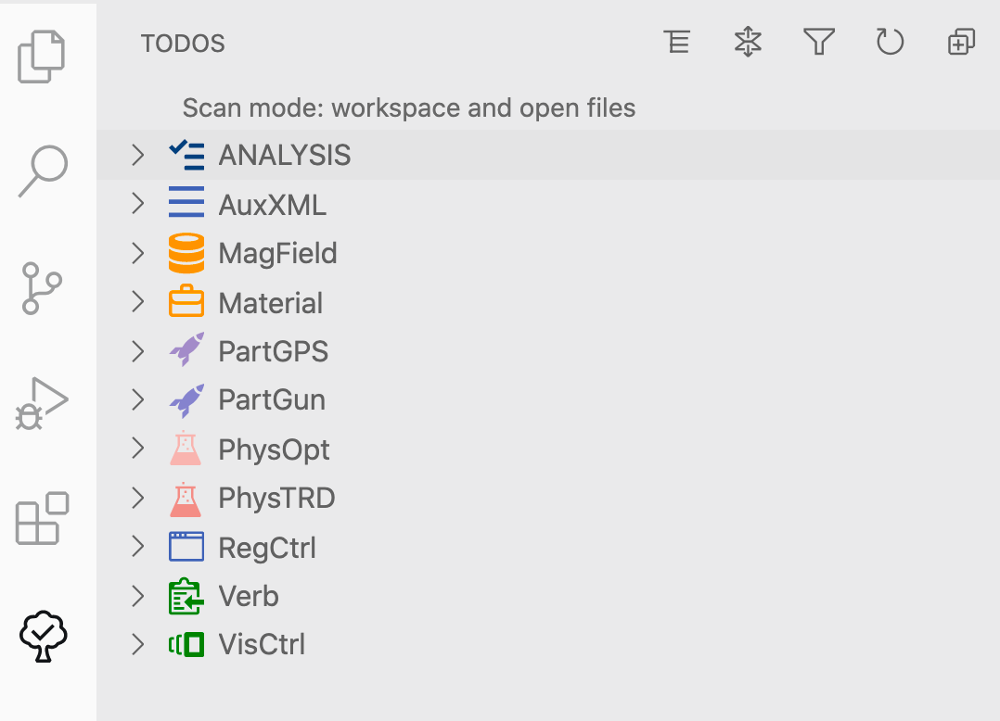 TODOS
Scan mode: workspace and open files
ANALYSIS
AuxXML
MagField
Material
PartGPS
PartGun
PhysOpt
PhysTRD
RegCtrl
Verb
VisCtrl